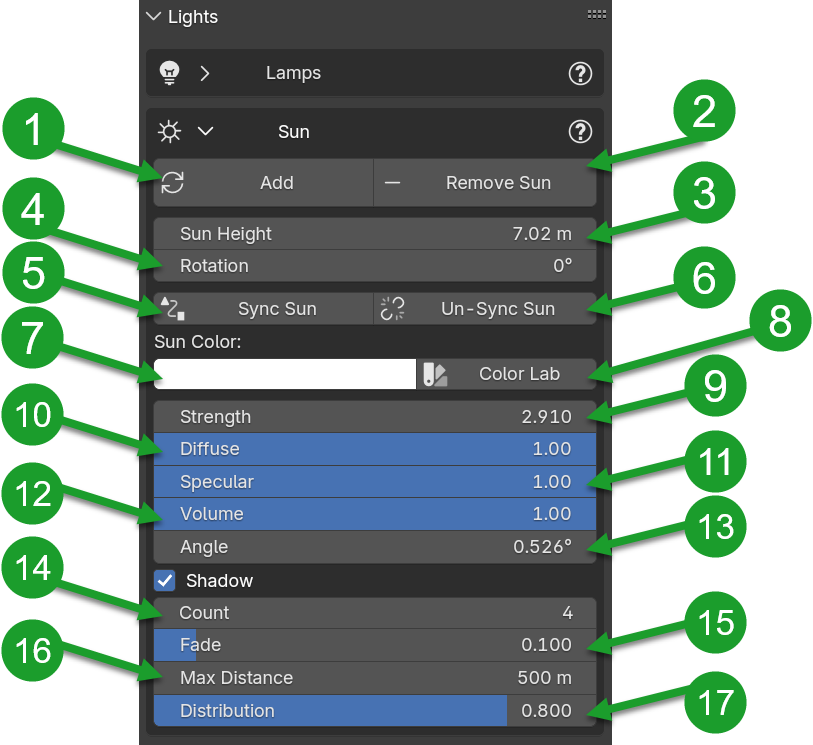 Lights
Lamps
1
Sun
2
Add Remove Sun
3
4
Sun Height 7.02 m
Rotation 0°
5
6
Sync Sun Un-Sync Sun
7
Sun Color:
8
Color Lab
9
10
Strength 2.910
Diffuse 1.00
11
Specular 1.00
12
Volume 1.00
13
Angle 0.526°
14
Shadow
Count 4
15
16
Fade 0.100
Max Distance 500 m
17
Distribution 0.800